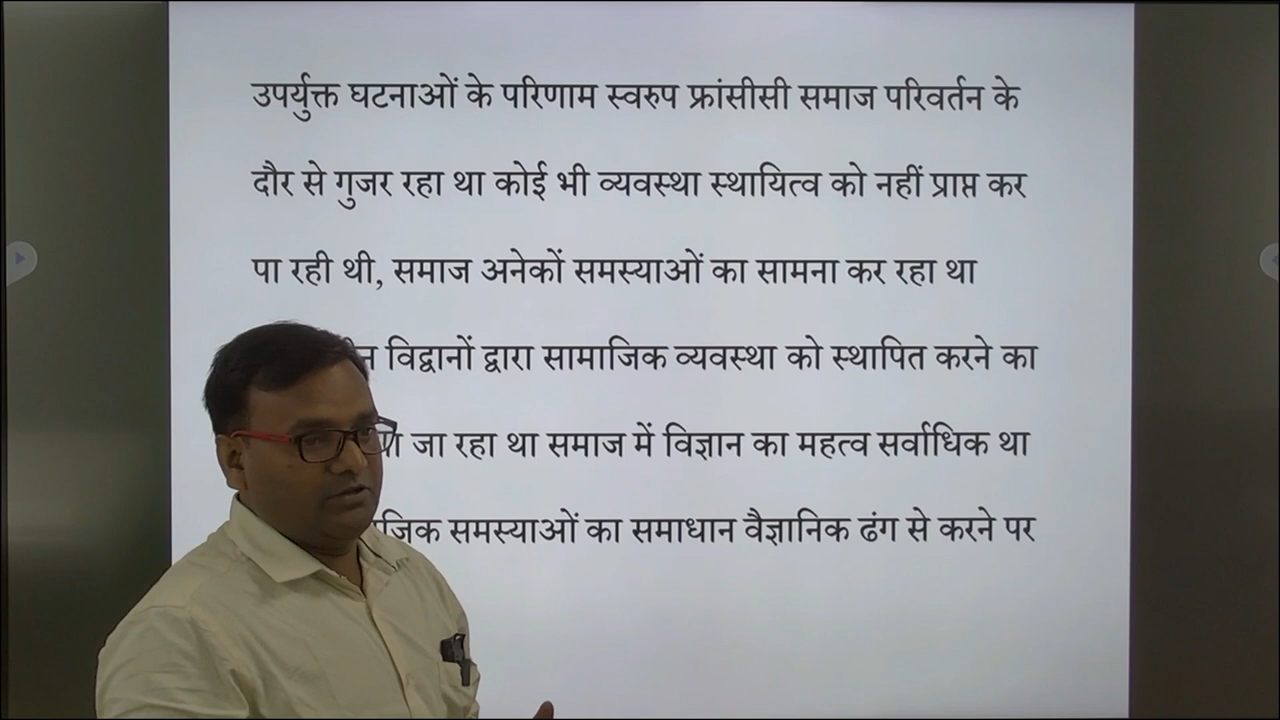 उपर्युक्त घटनाओं के परिणाम स्वरुप फ्रांसीसी समाज परिवर्तन के
दौर से गुजर रहा था कोई भी व्यवस्था स्थायित्व को नहीं प्राप्त कर
पा रही थी, समाज अनेकों समस्याओं का सामना कर रहा था
विद्वानों द्वारा सामाजिक व्यवस्था को स्थापित करने का
जा रहा था समाज में विज्ञान का महत्व सर्वाधिक था
समस्याओं का समाधान वैज्ञानिक ढंग से करने पर